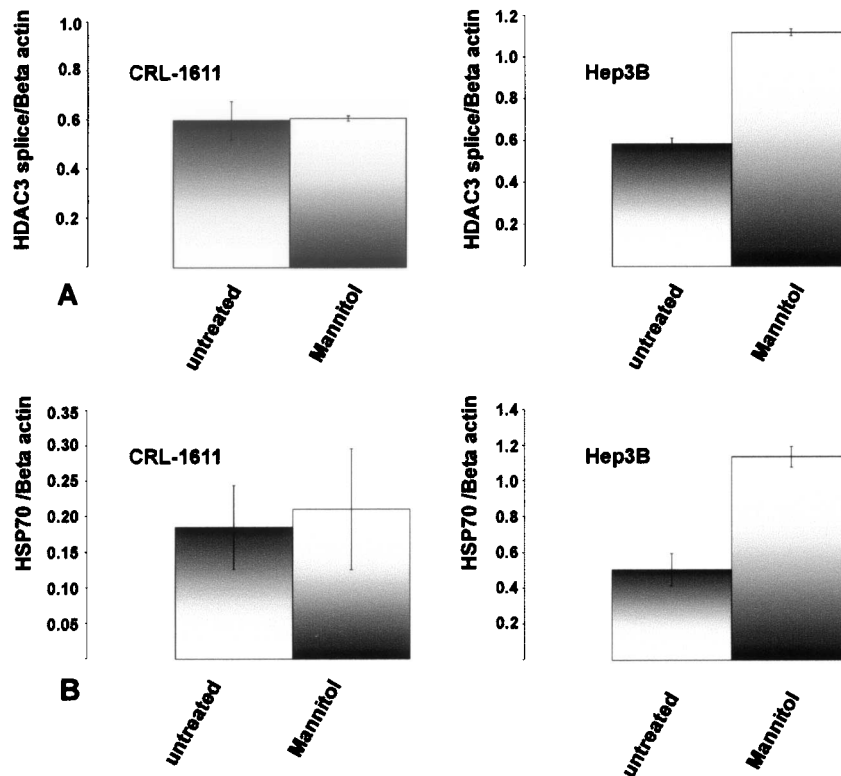 HDAC3 splice/Beta actin
1.0
0.8
0.6
0.4
0.2
CRL-1611
untreated
Mannitol
HDAC3 splice/Beta actin
1.2
1.0
0.8
0.6
0.4
0.2
Hep3B
untreated
Mannitol
A
HSP70 /Beta actin
0.35
0.30
0.25
0.20
0.15
0.10
0.05
CRL-1611
untreated
Mannitol
HSP70 /Beta actin
1.4
1.2
1.0
0.8
0.6
0.4
0.2
Hep3B
untreated
Mannitol
B